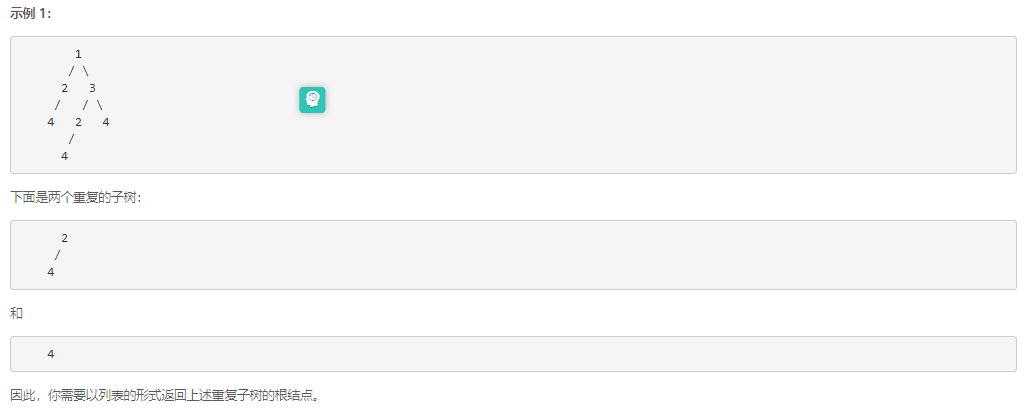 示例 1:
1
/ \
2   3
/   / \
4   2   4
/
4
下面是两个重复的子树:
2
/
4
和
4
因此，你需要以列表的形式返回上述重复子树的根结点。